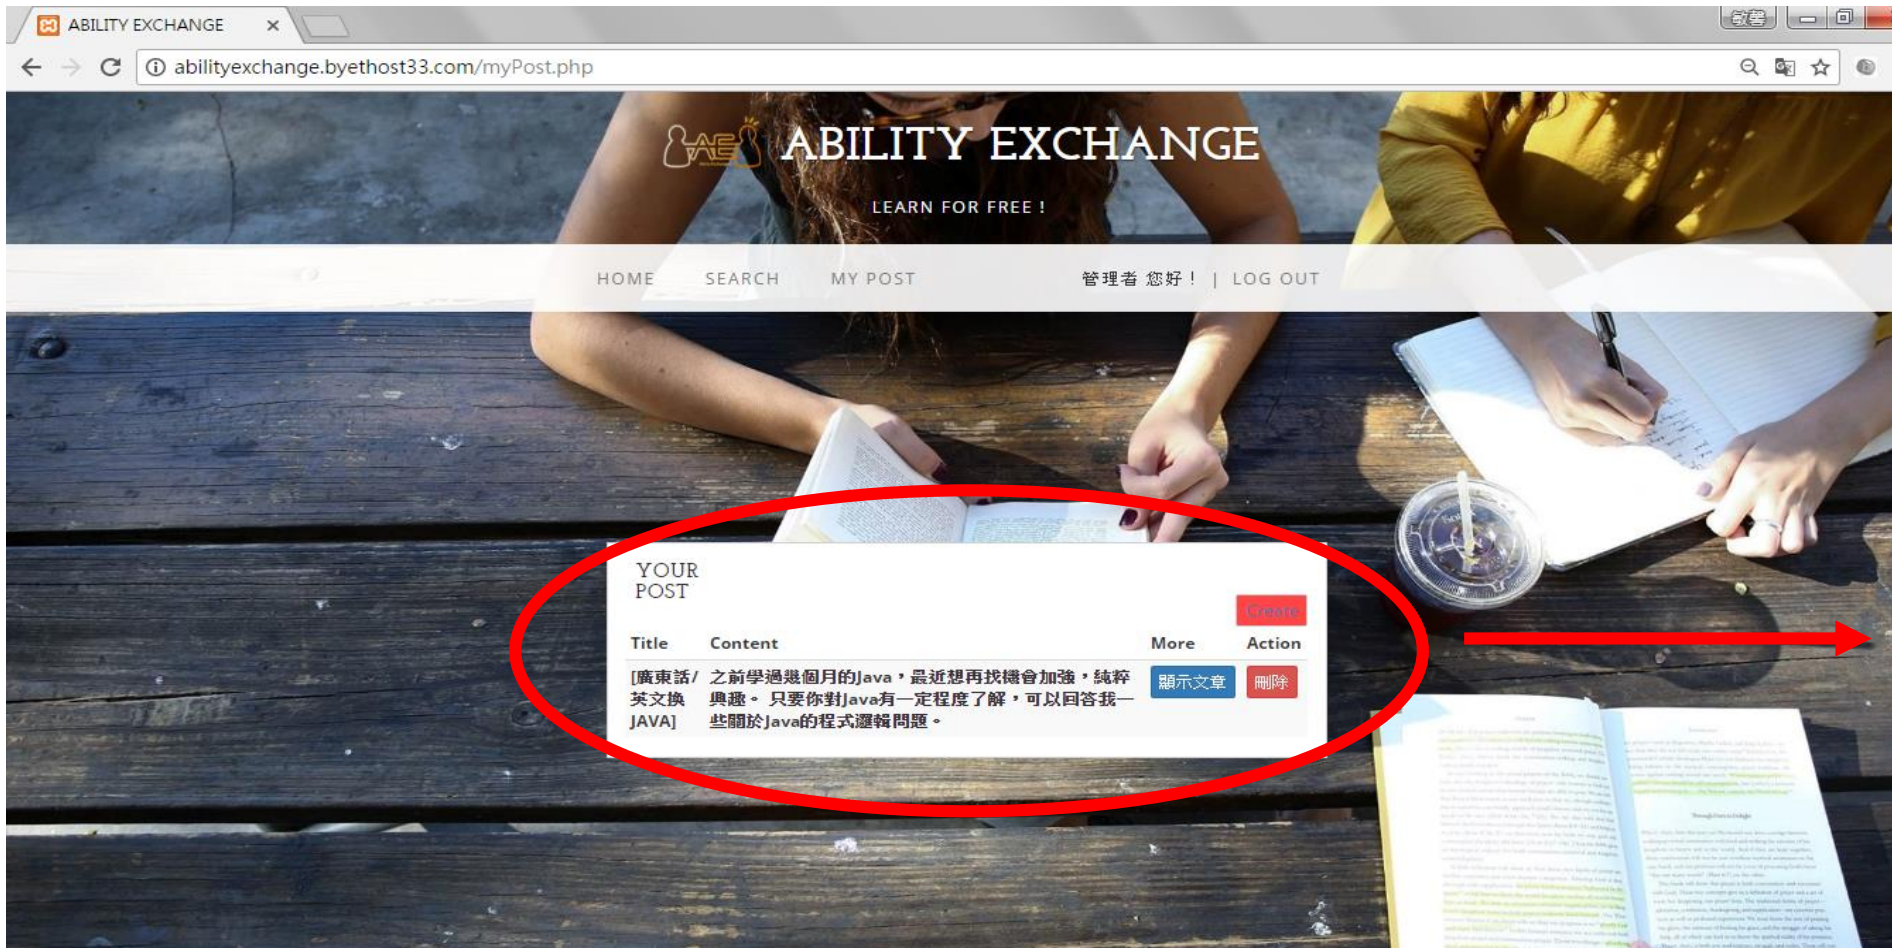 ABILITY EXCHANGE
敏馨
abilityexchange.byethost33.com/myPost.php
AE ABILITY EXCHANGE
LEARN FOR FREE !
HOME SEARCH MY POST 管理者 您好！ | LOG OUT
YOUR
POST
Create
Title Content More Action
[廣東話/ 之前學過幾個月的Java，最近想再找機會加強，純粹 顯示文章 刪除
英文換 興趣。 只要你對Java有一定程度了解，可以回答我一
JAVA] 些關於Java的程式邏輯問題。